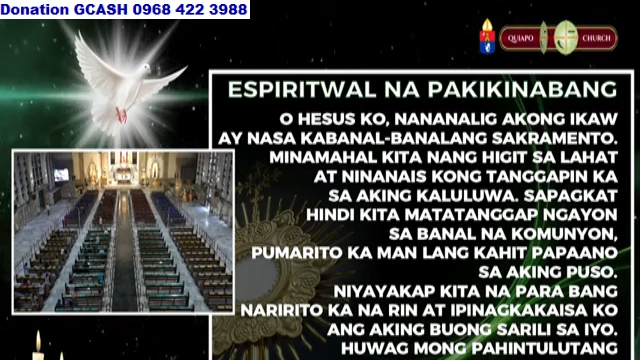 Donation GCASH 0968 422 3988
QUIAPO CHURCH
ESPIRITWAL NA PAKIKINABANG
O HESUS KO, NANANALIG AKONG IKAW
AY NASA KABANAL-BANALANG SAKRAMENTO.
MINAMAHAL KITA NANG HIGIT SA LAHAT
AT NINANAIS KONG TANGGAPIN KA
SA AKING KALULUWA. SAPAGKAT
HINDI KITA MATATANGGAP NGAYON
SA BANAL NA KOMUNYON,
PUMARITO KA MAN LANG KAHIT PAPAANO
SA AKING PUSO.
NIYAYAKAP KITA NA PARA BANG
NARIRITO KA NA RIN AT IPINAGKAKAISA KO
ANG AKING BUONG SARILI SA IYO.
HUWAG MONG PAHINTULUTANG